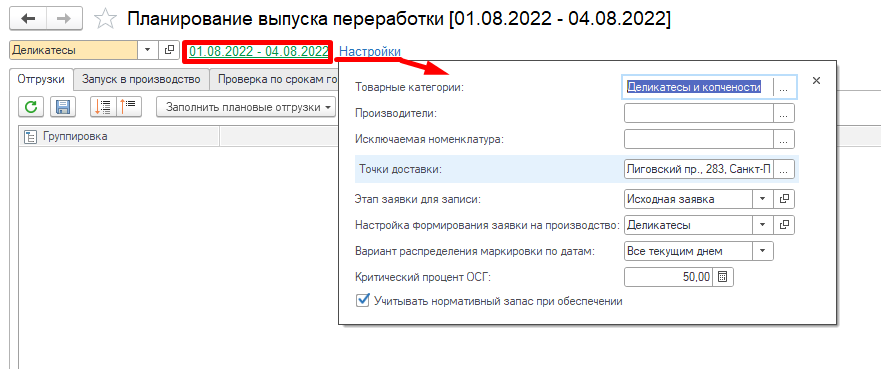 Планирование выпуска переработки [01.08.2022 - 04.08.2022]
Деликатесы 01.08.2022 - 04.08.2022 Настройки
Отгрузки Запуск в производство Проверка по срокам го
Заполнить плановые отгрузки
Группировка
Товарные категории: Деликатесы и копчености ...
Производители: ...
Исключаемая номенклатура: ...
Точки доставки: Лиговский пр., 283, Санкт-П ...
Этап заявки для записи: Исходная заявка
Настройка формирования заявки на производство: Деликатесы
Вариант распределения маркировки по датам: Все текущим днем
Критический процент ОСГ: 50,00
Учитывать нормативный запас при обеспечении